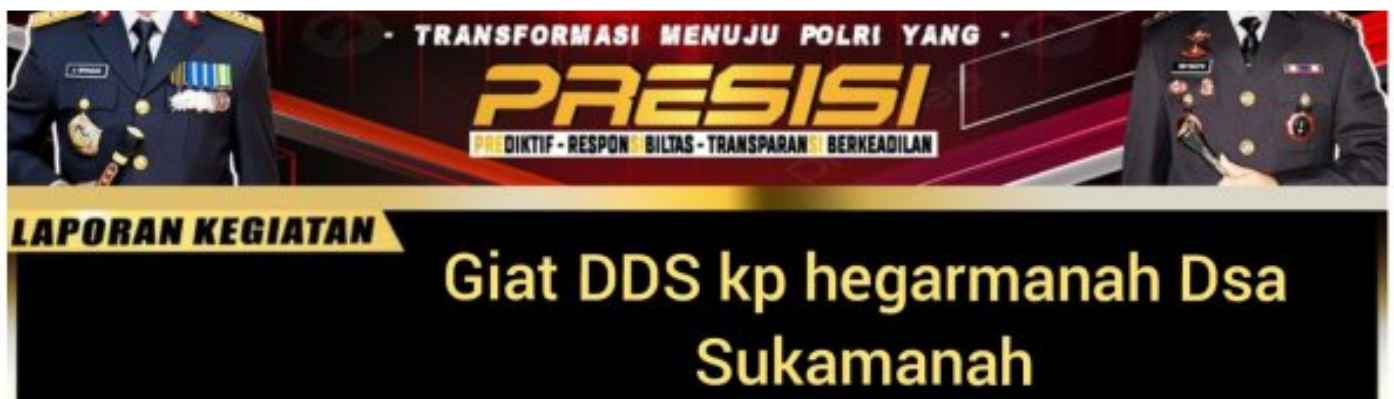 - TRANSFORMASI MENUJU POLRI YANG -
PRESISI
PREDIKTIF - RESPONSIBILTAS - TRANSPARANSI BERKEADILAN
LAPORAN KEGIATAN
Giat DDS kp hegarmanah Dsa
Sukamanah